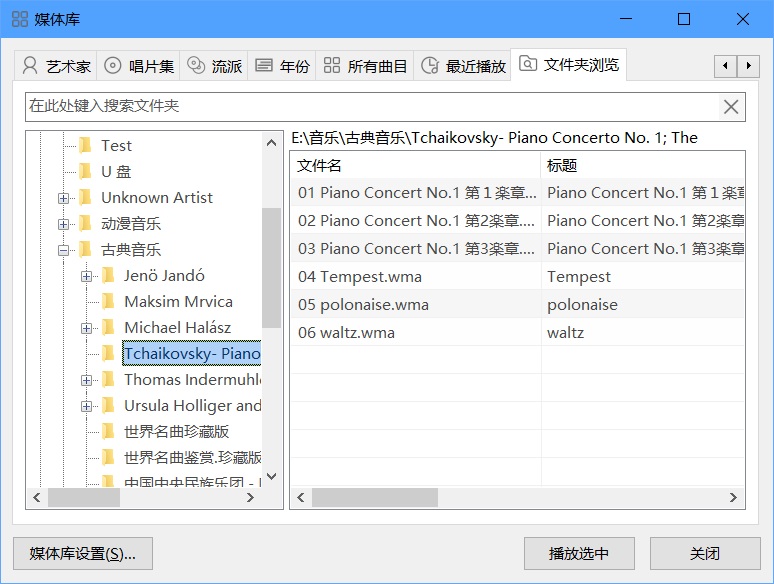 媒体库
艺术家 唱片集 流派 年份 所有曲目 最近播放 文件夹浏览
在此处键入搜索文件夹
E:\音乐\古典音乐\Tchaikovsky- Piano Concerto No. 1; The
Test
U 盘
Unknown Artist
动漫音乐
古典音乐
Jenö Jandó
Maksim Mrvica
Michael Halász
Tchaikovsky- Piano
Thomas Indermuhl
Ursula Holliger and
世界名曲珍藏版
世界名曲鉴赏.珍藏版
中国中央民族乐团 -
文件名 标题
01 Piano Concert No.1 第１楽章... Piano Concert No.1 第１楽章
02 Piano Concert No.1 第2楽章.... Piano Concert No.1 第2楽章
03 Piano Concert No.1 第3楽章.... Piano Concert No.1 第3楽章
04 Tempest.wma Tempest
05 polonaise.wma polonaise
06 waltz.wma waltz
媒体库设置(S)... 播放选中 关闭